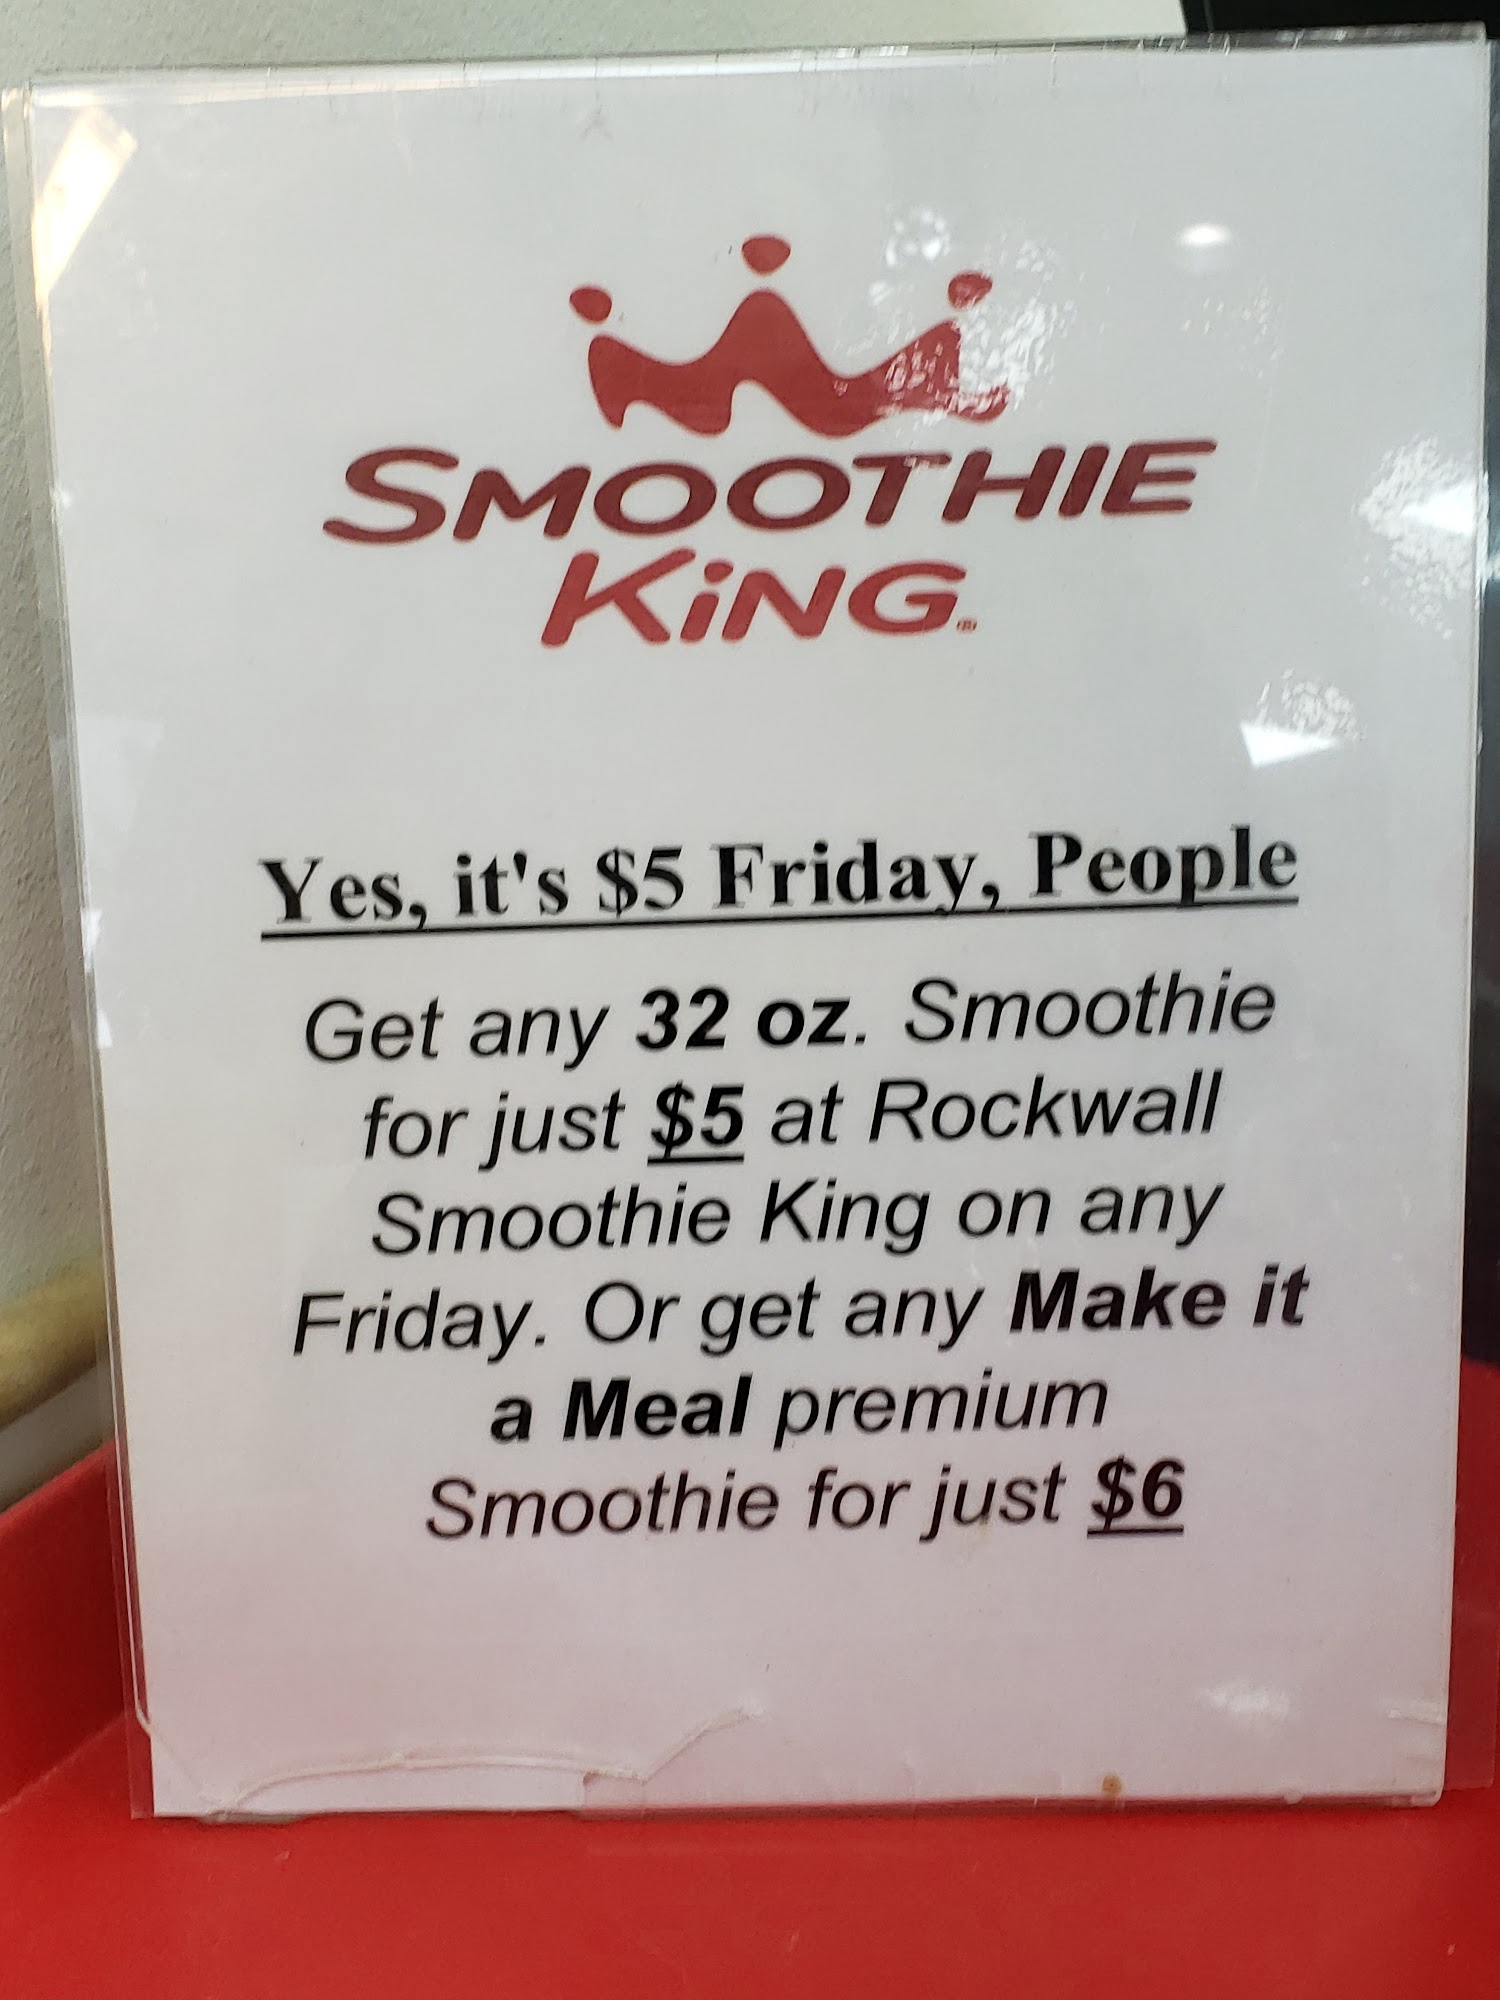 SMOOTHIE
KiNG®
Yes, it's $5 Friday, People
Get any 32 oz. Smoothie
for just $5 at Rockwall
Smoothie King on any
Friday. Or get any Make it
a Meal premium
Smoothie for just $6